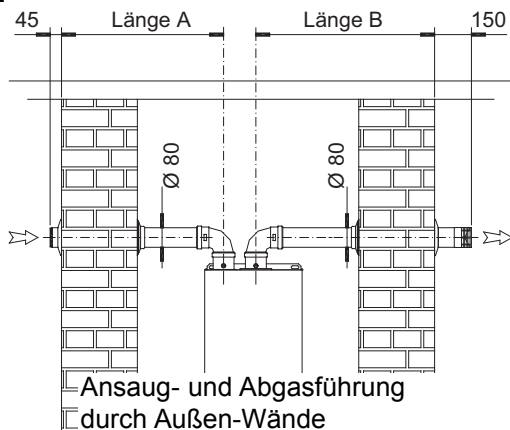 45 Länge A Länge B 150
Ø 80 Ø 80
Ansaug- und Abgasführung
durch Außen-Wände